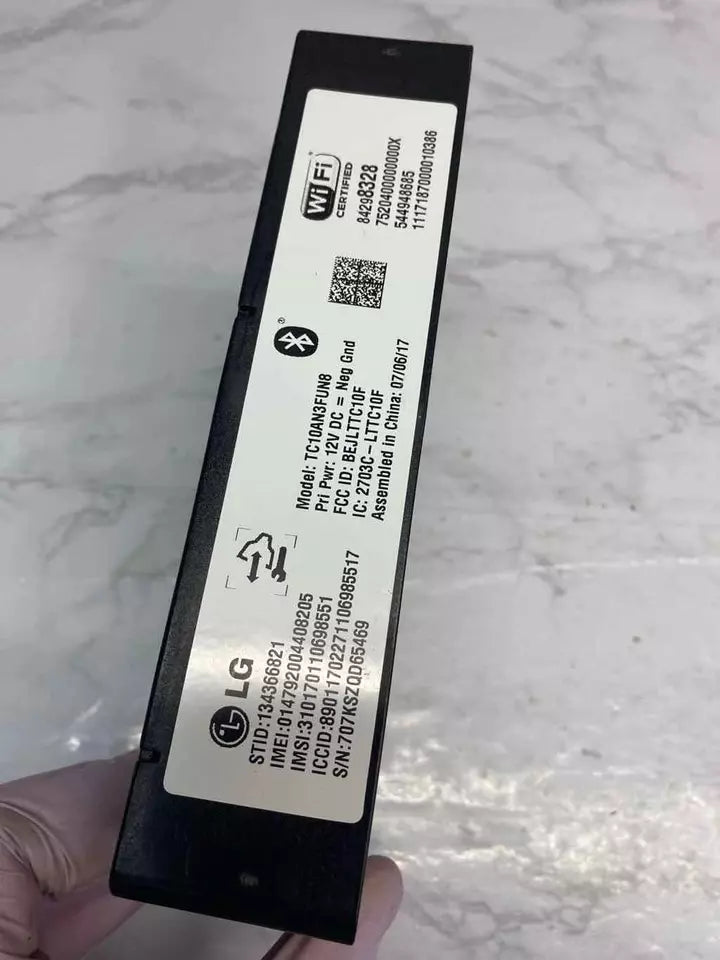 LG
STID:134366821
IMEI:014792004408205
IMSI:310170110698551
ICCID:89011702271106985517
S/N:707KSZQD65469
Model: TC10AN3FUN8
Pri Pwr: 12V DC = Neg Gnd
FCC ID: BEJLTTC10F
IC: 2703C-LTTC10F
Assembled in China: 07/06/17
Wi Fi
CERTIFIED
84298328
7520400000000000X
544948685
1117187000010386